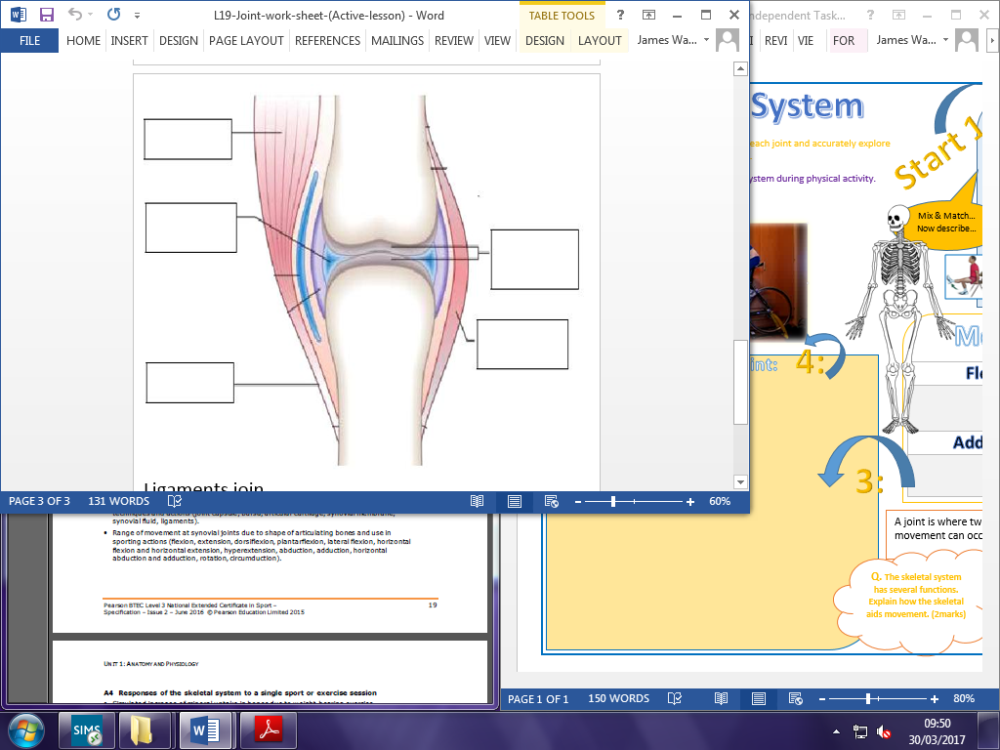 L19-Joint-work-sheet-(Active-lesson) - Word
TABLE TOOLS
?
FILE
HOME
INSERT
DESIGN
PAGE LAYOUT
REFERENCES
MAILINGS
REVIEW
VIEW
DESIGN
LAYOUT
James Wa...
ndependent Task...
?
REVI
VIE
FOR
James Wa...
System
each joint and accurately explore
ystem during physical activity.
Start 1
Mix & Match...
Now describe...
int:
4:
3:
Fle
Add
A joint is where tw
movement can occ
Q. The skeletal system
has several functions.
Explain how the skeletal
aids movement. (2marks)
Ligaments join
PAGE 3 OF 3
131 WORDS
60%
techniques and actions (joint capsule, bursa, articular cartilage, synovial membrane,
synovial fluid, ligaments).
• Range of movement at synovial joints due to shape of articulating bones and use in
sporting actions (flexion, extension, dorsiflexion, plantarflexion, lateral flexion, horizontal
flexion and horizontal extension, hyperextension, abduction, adduction, horizontal
abduction and adduction, rotation, circumduction).
Pearson BTEC Level 3 National Extended Certificate in Sport –
Specification – Issue 2 – June 2016 © Pearson Education Limited 2015
19
UNIT 1: ANATOMY AND PHYSIOLOGY
A4 Responses of the skeletal system to a single sport or exercise session
PAGE 1 OF 1
150 WORDS
80%
SIMS
09:50
30/03/2017